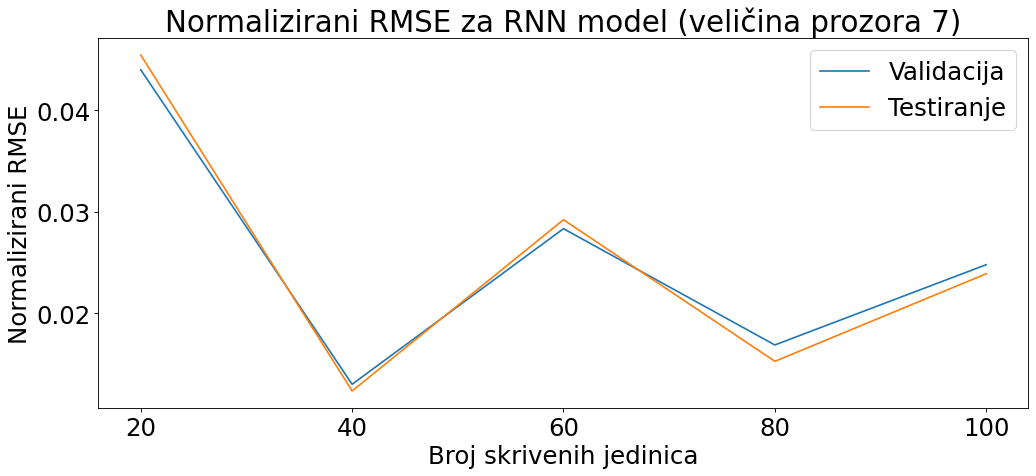 Normalizirani RMSE za RNN model (veličina prozora 7)
Validacija
Testiranje
Normalizirani RMSE
0.04
0.03
0.02
20 40 60 80 100
Broj skrivenih jedinica